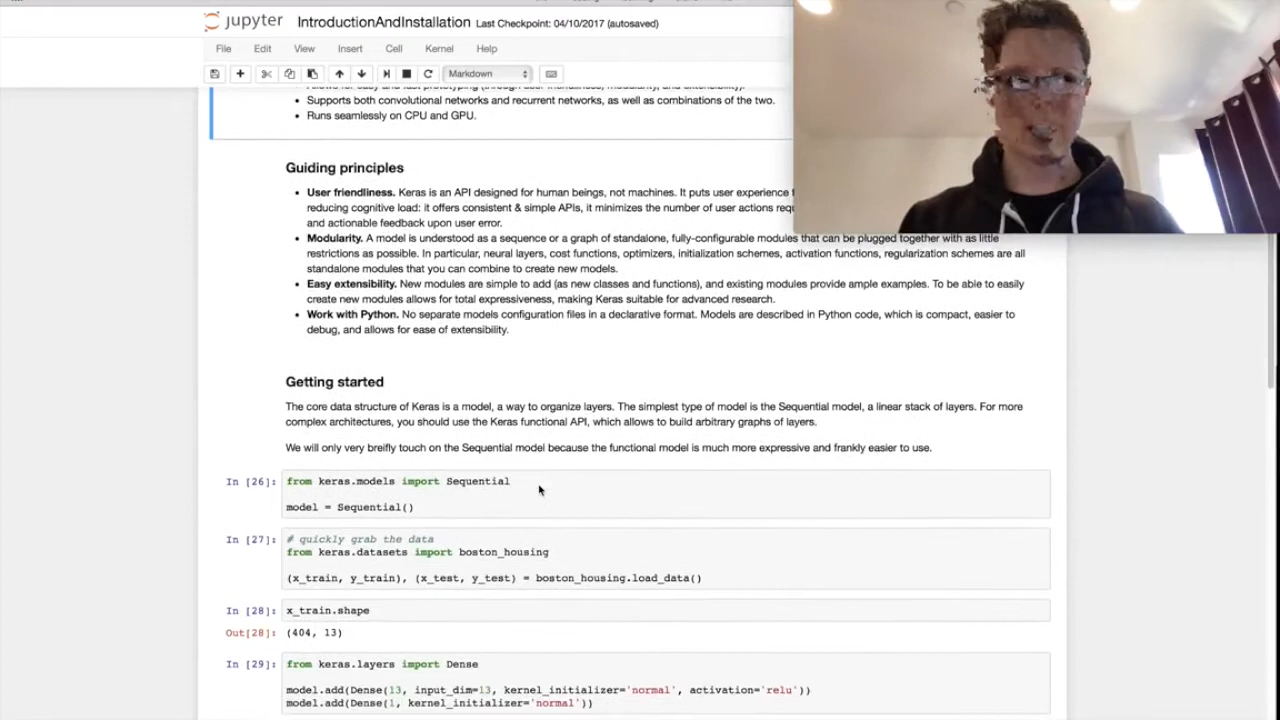 jupyter IntroductionAndInstallation Last Checkpoint: 04/10/2017 (autosaved)
File Edit View Insert Cell Kernel Help
Markdown
Allows for easy and fast prototyping (through user friendliness, modularity, and extensibility).
• Supports both convolutional networks and recurrent networks, as well as combinations of the two.
• Runs seamlessly on CPU and GPU.
Guiding principles
• User friendliness. Keras is an API designed for human beings, not machines. It puts user experience
reducing cognitive load: it offers consistent & simple APIs, it minimizes the number of user actions
and actionable feedback upon user error.
• Modularity. A model is understood as a sequence or a graph of standalone, fully-configurable modules that can be plugged together with as little
restrictions as possible. In particular, neural layers, cost functions, optimizers, initialization schemes, activation functions, regularization schemes are all
standalone modules that you can combine to create new models.
• Easy extensibility. New modules are simple to add (as new classes and functions), and existing modules provide ample examples. To be able to easily
create new modules allows for total expressiveness, making Keras suitable for advanced research.
• Work with Python. No separate models configuration files in a declarative format. Models are described in Python code, which is compact, easier to
debug, and allows for ease of extensibility.
Getting started
The core data structure of Keras is a model, a way to organize layers. The simplest type of model is the Sequential model, a linear stack of layers. For more
complex architectures, you should use the Keras functional API, which allows to build arbitrary graphs of layers.
We will only very breifly touch on the Sequential model because the functional model is much more expressive and frankly easier to use.
In [26]: from keras.models import Sequential
model = Sequential()
In [27]: # quickly grab the data
from keras.datasets import boston_housing
(x_train, y_train), (x_test, y_test) = boston_housing.load_data()
In [28]: x_train.shape
Out[28]: (404, 13)
In [29]: from keras.layers import Dense
model.add(Dense(13, input_dim=13, kernel_initializer='normal', activation='relu'))
model.add(Dense(1, kernel_initializer='normal'))